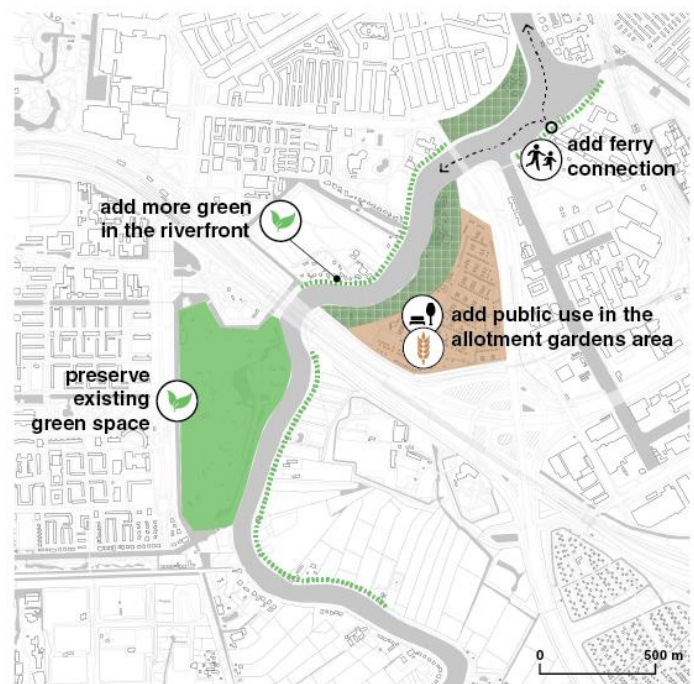 add ferry
connection
add more green
in the riverfront
add public use in the
allotment gardens area
preserve
existing
green space
0 500 m